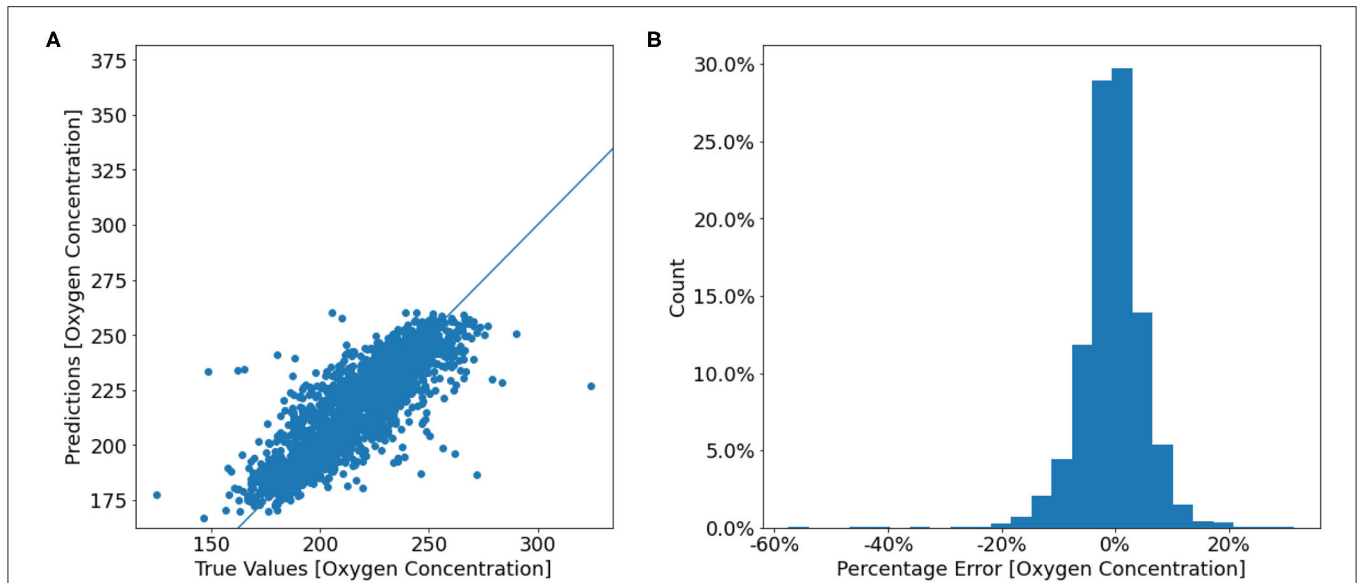 A
375
350
325
300
275
250
225
200
175
Predictions [Oxygen Concentration]
150 200 250 300
True Values [Oxygen Concentration]
B
30.0%
25.0%
20.0%
15.0%
10.0%
5.0%
0.0%
Count
-60% -40% -20% 0% 20%
Percentage Error [Oxygen Concentration]